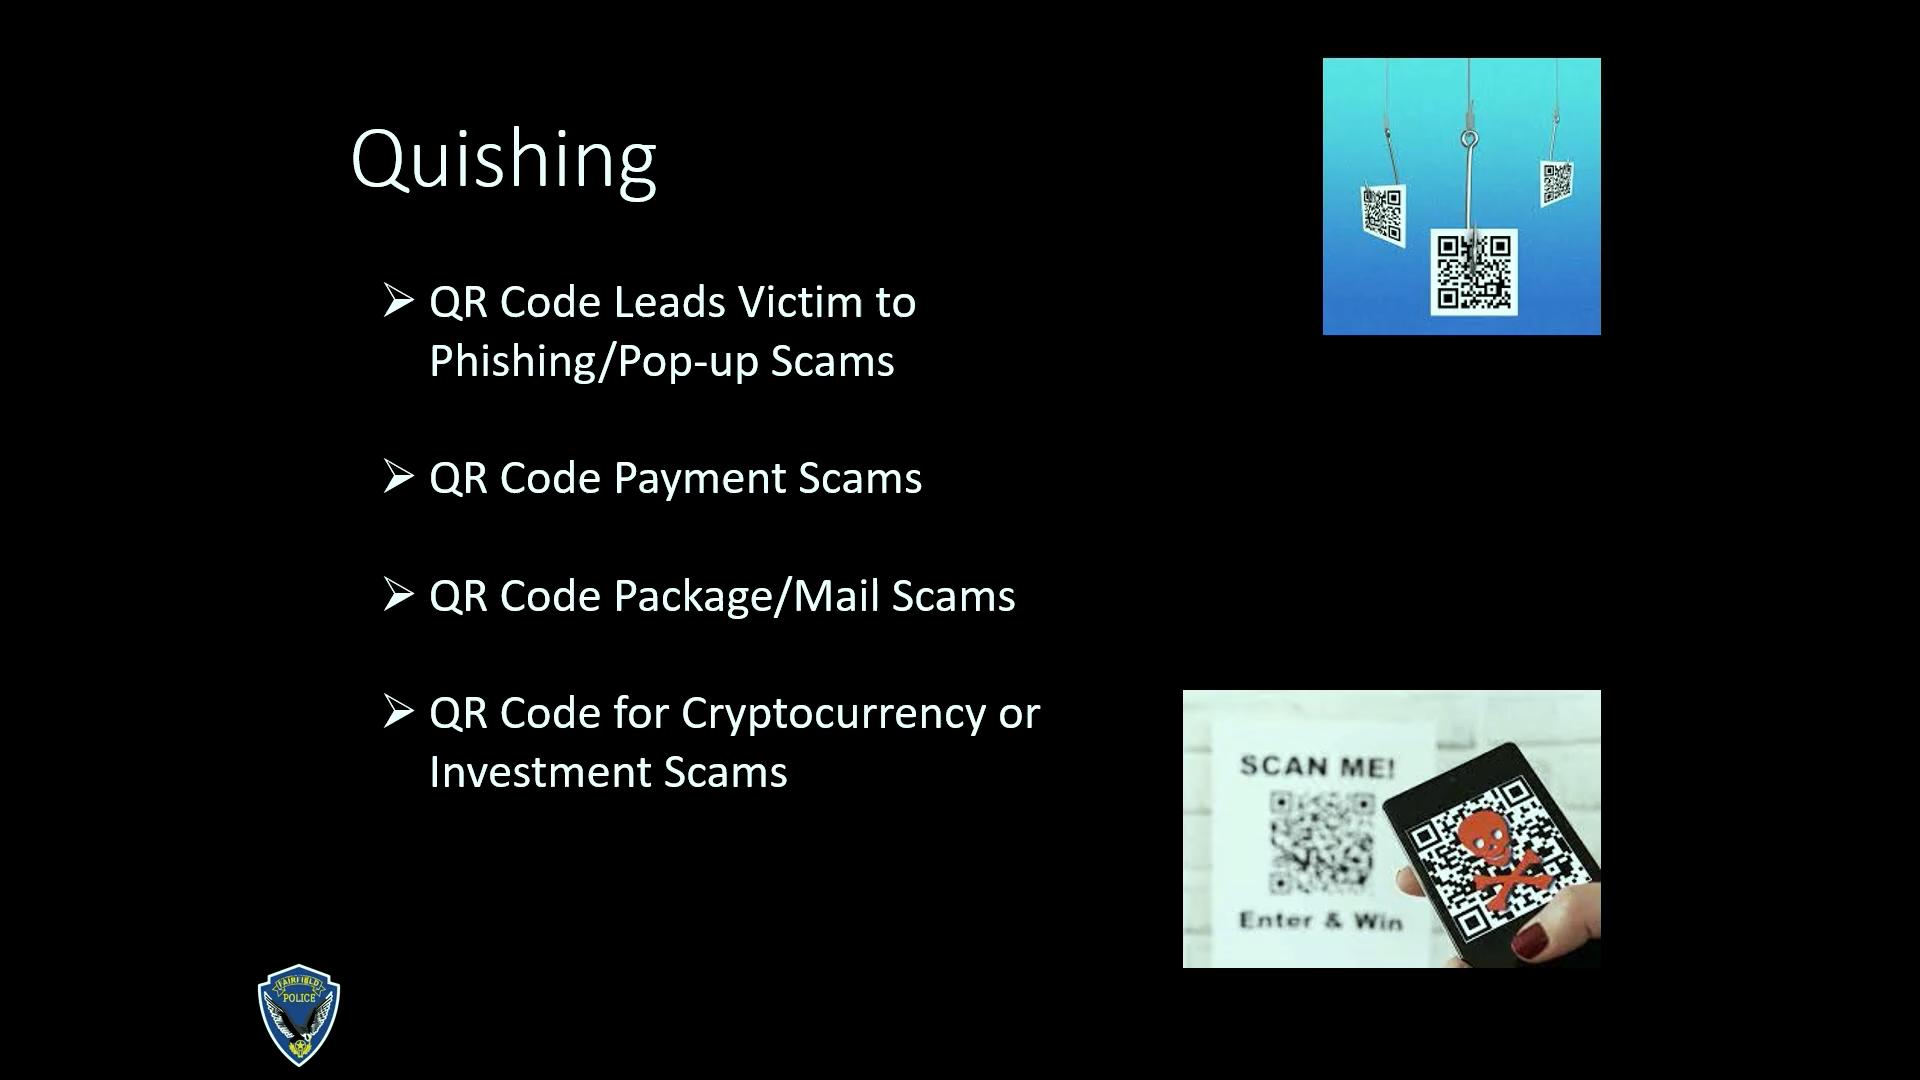 Quishing
QR Code Leads Victim to
Phishing/Pop-up Scams
QR Code Payment Scams
QR Code Package/Mail Scams
QR Code for Cryptocurrency or
Investment Scams
SCAN ME!
Enter & Win
FAIRFIELD
POLICE